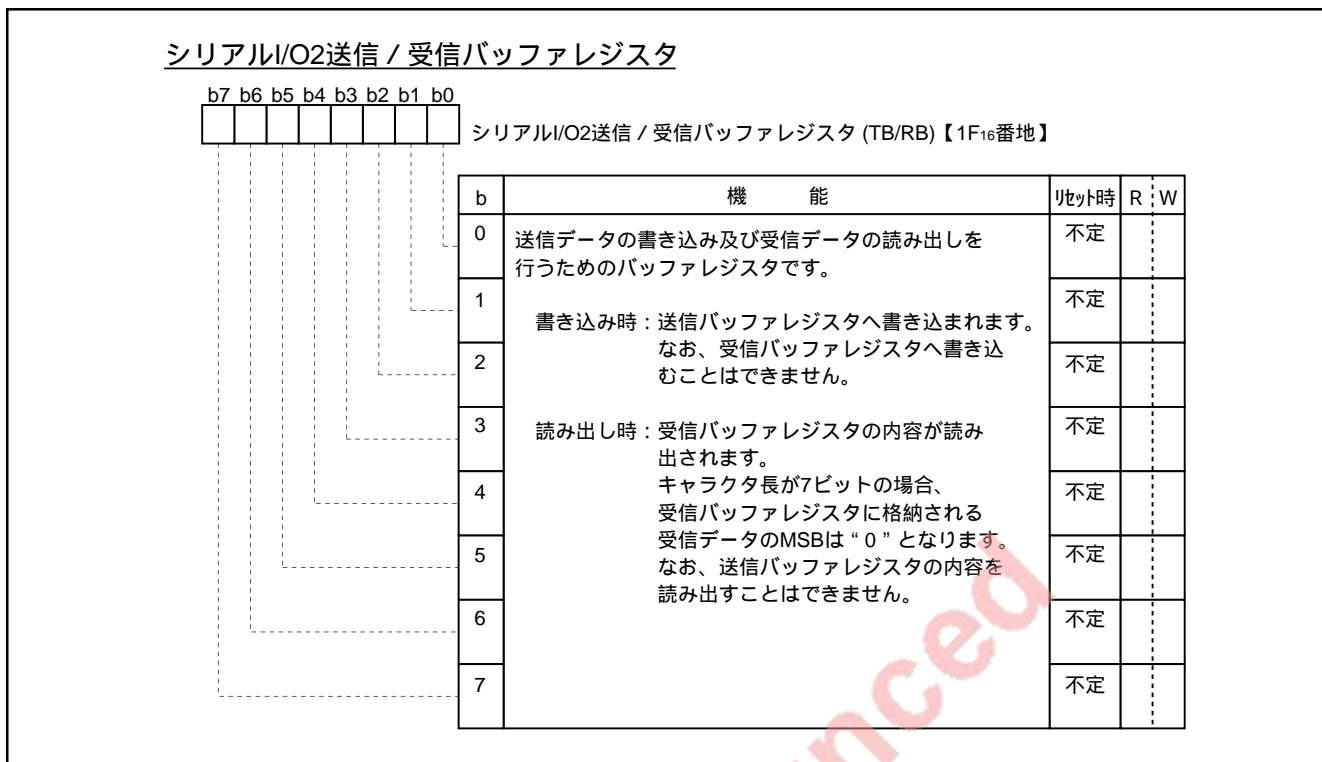 シリアルI/O2送信 / 受信バッファレジスタ
b7 b6 b5 b4 b3 b2 b1 b0
シリアルI/O2送信 / 受信バッファレジスタ (TB/RB)【1F16番地】
b 機 能 リセット時 R W
0 送信データの書き込み及び受信データの読み出しを 不定
行うためのバッファレジスタです。
1 不定
書き込み時：送信バッファレジスタへ書き込まれます。
なお、受信バッファレジスタへ書き込
2 不定
むことはできません。
3 読み出し時：受信バッファレジスタの内容が読み 不定
出されます。
キャラクタ長が7ビットの場合、
4 不定
受信バッファレジスタに格納される
受信データのMSBは “ 0 ” となります。
5 不定
なお、送信バッファレジスタの内容を
読み出すことはできません。
6 不定
7 不定